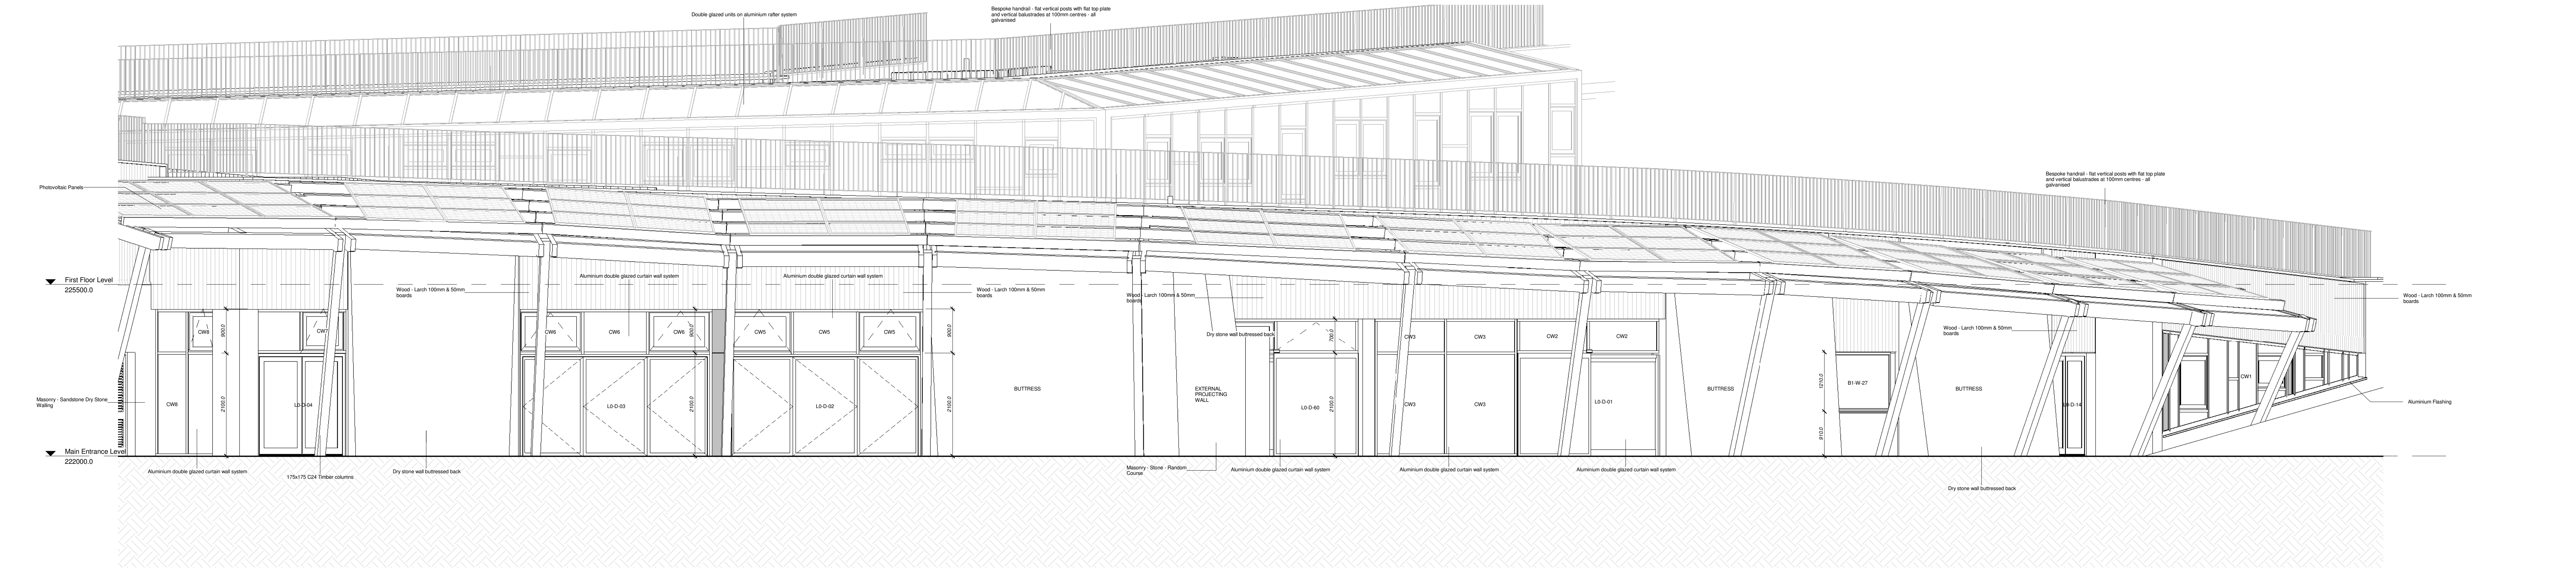 Double glazed units on aluminium rafter system
Bespoke handrail - flat vertical posts with flat top plate
and vertical balustrades at 100mm centres - all
galvanised
Bespoke handrail - flat vertical posts with flat top plate
and vertical balustrades at 100mm centres - all
galvanised
Photovoltaic Panels
First Floor Level
225500.0
Aluminium double glazed curtain wall system
Aluminium double glazed curtain wall system
Wood - Larch 100mm & 50mm
boards
Wood - Larch 100mm & 50mm
boards
Wood - Larch 100mm & 50mm
boards
Wood - Larch 100mm & 50mm
boards
Wood - Larch 100mm & 50mm
boards
Dry stone wall buttressed back
CW8
900.0
CW7
CW6
CW6
CW6
900.0
CW5
CW5
CW5
900.0
700.0
CW3
CW3
CW2
CW2
CW1
Masonry - Sandstone Dry Stone
Walling
CW8
2100.0
L0-D-04
L0-D-03
2100.0
L0-D-02
2100.0
BUTTRESS
EXTERNAL
PROJECTING
WALL
L0-D-60
2100.0
CW3
CW3
L0-D-01
BUTTRESS
1210.0
910.0
B1-W-27
BUTTRESS
L0-D-14
Aluminium Flashing
Main Entrance Level
222000.0
Aluminium double glazed curtain wall system
175x175 C24 Timber columns
Dry stone wall buttressed back
Masonry - Stone - Random
Course
Aluminium double glazed curtain wall system
Aluminium double glazed curtain wall system
Aluminium double glazed curtain wall system
Dry stone wall buttressed back